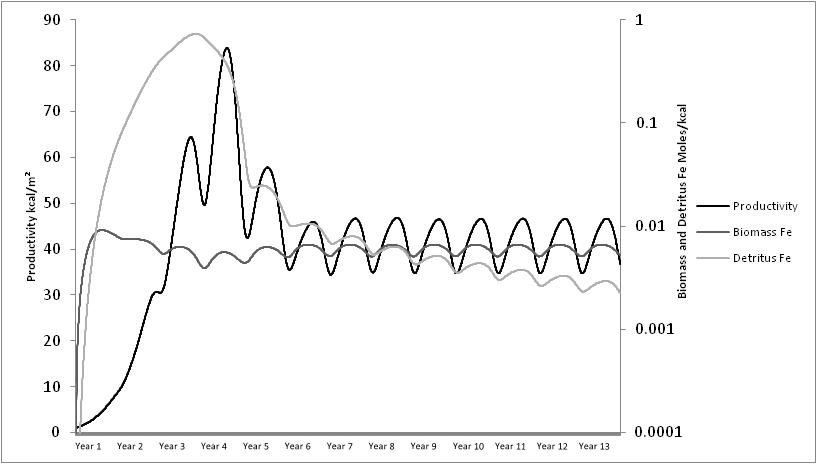 90
80
70
60
50
40
30
20
10
0
Productivity kcal/m²
1
0.1
0.01
0.001
0.0001
Biomass and Detritus Fe Moles/kcal
Productivity
Biomass Fe
Detritus Fe
Year 1 Year 2 Year 3 Year 4 Year 5 Year 6 Year 7 Year 8 Year 9 Year 10 Year 11 Year 12 Year 13